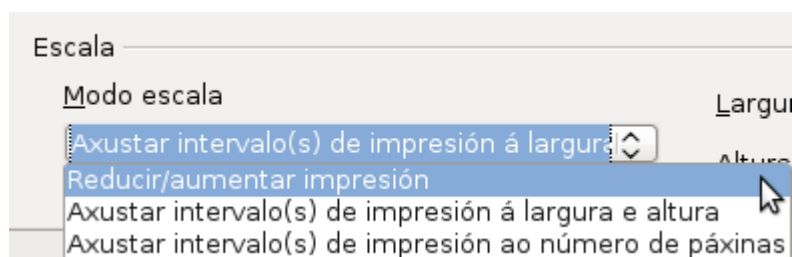 Escala
Modo escala
Axustar intervalo(s) de impresión á
Reducir/aumentar impresión
Axustar intervalo(s) de impresión á largura e altura
Axustar intervalo(s) de impresión ao número de páxinas